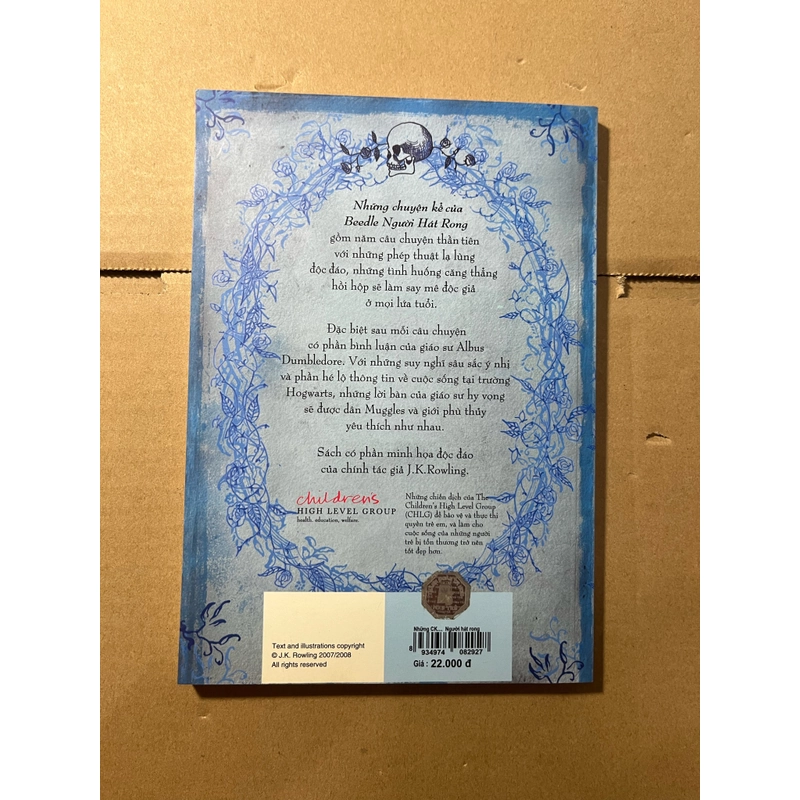 Những chuyện kể của
Beedle Người Hát Rong
gồm năm câu chuyện thần tiên
với những phép thuật lạ lùng
độc đáo, những tình huống căng thẳng
hồi hộp sẽ làm say mê độc giả
ở mọi lứa tuổi.
Đặc biệt sau mỗi câu chuyện
có phần bình luận của giáo sư Albus
Dumbledore. Với những suy nghĩ sâu sắc ý nhị
và phần hé lộ thông tin về cuộc sống tại trường
Hogwarts, những lời bàn của giáo sư hy vọng
sẽ được dân Muggles và giới phù thủy
yêu thích như nhau.
Sách có phần minh họa độc đáo
của chính tác giả J.K.Rowling.
children's
HIGH LEVEL GROUP
health. education, welfare.
Những chiến dịch của The
Children's High Level Group
(CHLG) để bảo vệ và thực thi
quyền trẻ em, và làm cho
cuộc sống của những người
trẻ bị tổn thương trở nên
tốt đẹp hơn.
Text and illustrations copyright
© J.K. Rowling 2007/2008
All rights reserved
Những CK.... Người hát rong
8 934974 082927
Giá : 22.000 đ